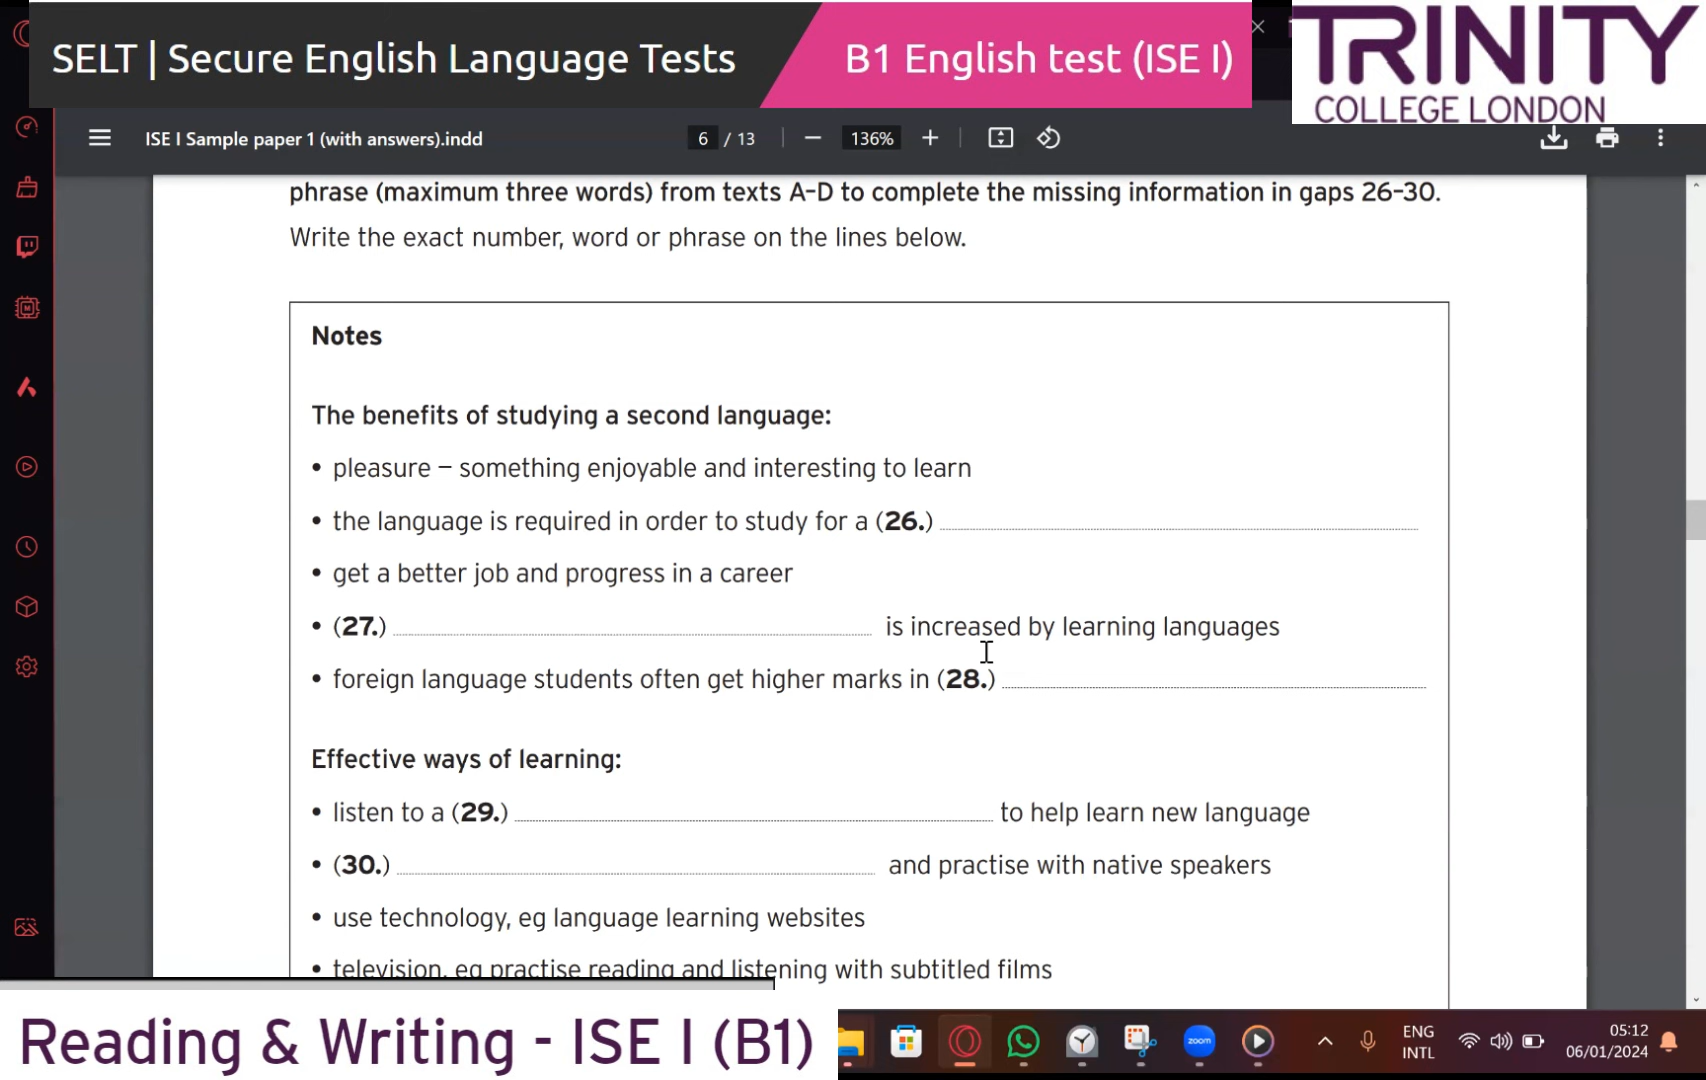 SELT | Secure English Language Tests
B1 English test (ISE I)
TRINITY
COLLEGE LONDON
ISE I Sample paper 1 (with answers).indd
6 / 13
136%
phrase (maximum three words) from texts A–D to complete the missing information in gaps 26–30.
Write the exact number, word or phrase on the lines below.
Notes
The benefits of studying a second language:
• pleasure – something enjoyable and interesting to learn
• the language is required in order to study for a (26.)
• get a better job and progress in a career
• (27.) is increased by learning languages
• foreign language students often get higher marks in (28.)
Effective ways of learning:
• listen to a (29.) to help learn new language
• (30.) and practise with native speakers
• use technology, eg language learning websites
• television, eg practise reading and listening with subtitled films
Reading & Writing - ISE I (B1)
zoom
ENG
INTL
05:12
06/01/2024